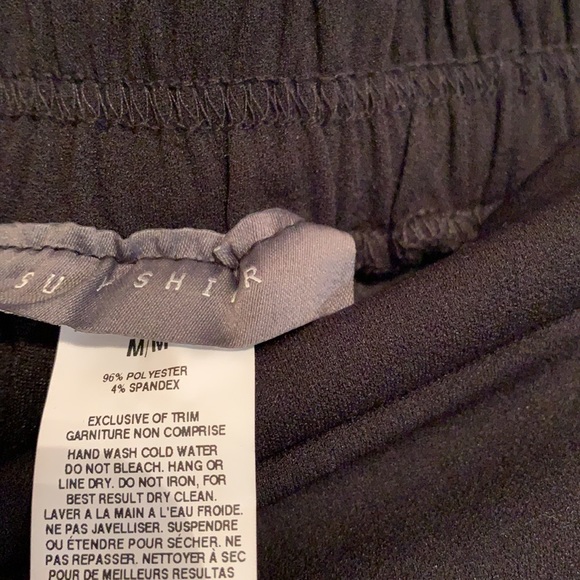 M/M
96% POLYESTER
4% SPANDEX
EXCLUSIVE OF TRIM
GARNITURE NON COMPRISE
HAND WASH COLD WATER
DO NOT BLEACH. HANG OR
LINE DRY. DO NOT IRON, FOR
BEST RESULT DRY CLEAN.
LAVER A LA MAIN A L'EAU FROIDE.
NE PAS JAVELLISER. SUSPENDRE
OU ÉTENDRE POUR SÉCHER. NE
PAS REPASSER. NETTOYER À SEC
POUR DE MEILLEURS RESULTAS